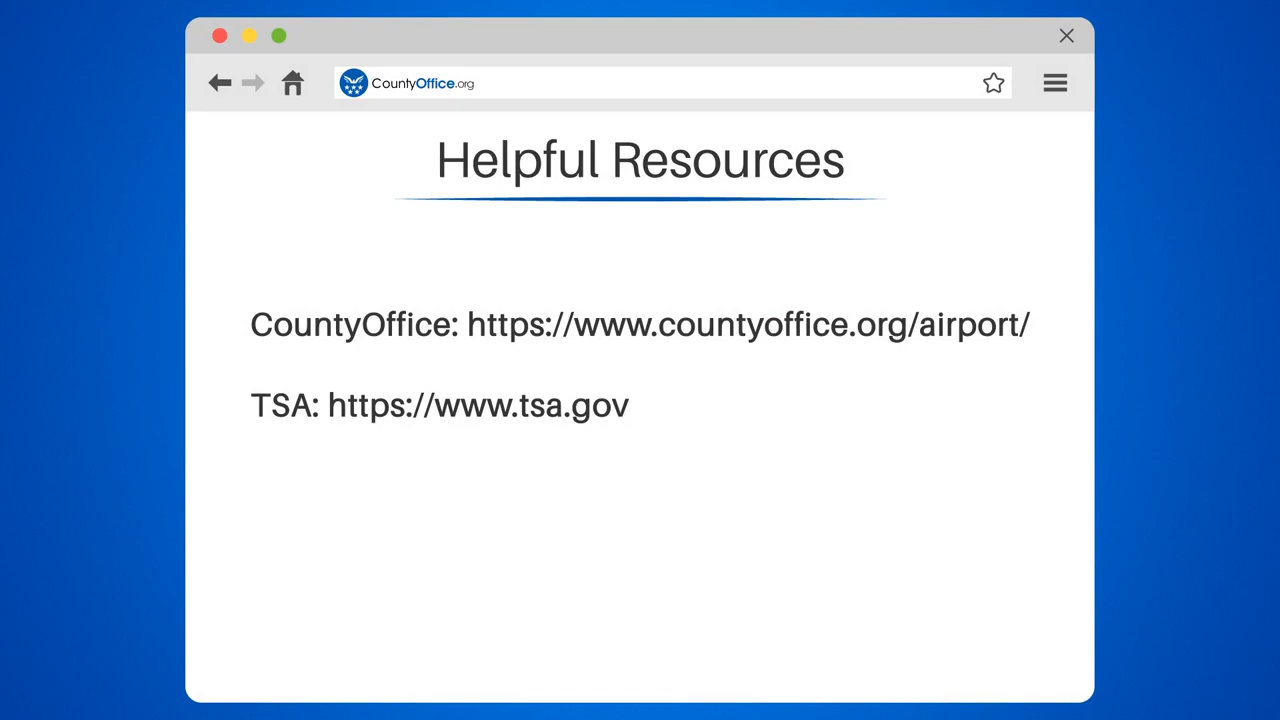 CountyOffice.org
Helpful Resources
CountyOffice: https://www.countyoffice.org/airport/
TSA: https://www.tsa.gov